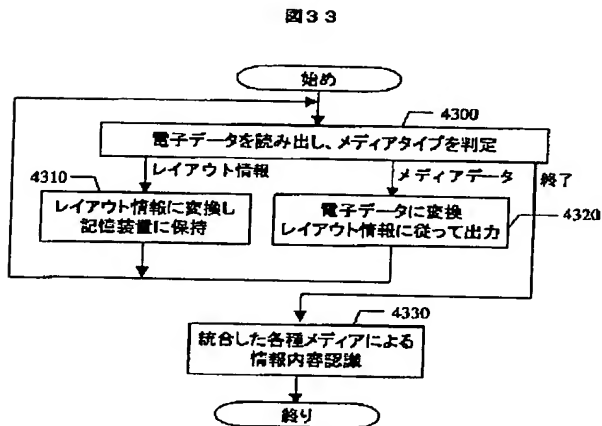 図33
始め
4300
電子データを読み出し、メディアタイプを判定
4310
レイアウト情報
メディアデータ
終了
レイアウト情報に変換し
記憶装置に保持
電子データに変換
レイアウト情報に従って出力
4320
4330
統合した各種メディアによる
情報内容認識
終り